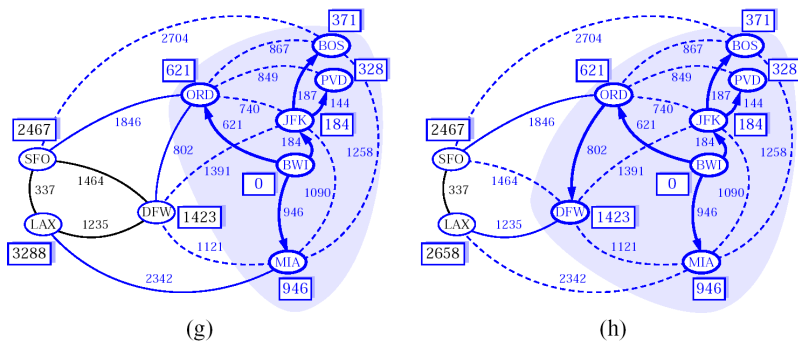 371
2704
BOS
867
328
621
849
PVD
ORD
187
144
740
JFK
2467
1846
621
184
184
SFO
802
BWI
1258
1464
1391
337
0
1090
DFW
1423
946
LAX
1235
1121
3288
MIA
2342
946
(g)
371
2704
BOS
867
328
621
849
PVD
ORD
187
144
740
JFK
2467
1846
621
184
184
SFO
802
BWI
1258
1464
1391
337
0
1090
DFW
1423
946
LAX
1235
1121
2658
MIA
2342
946
(h)